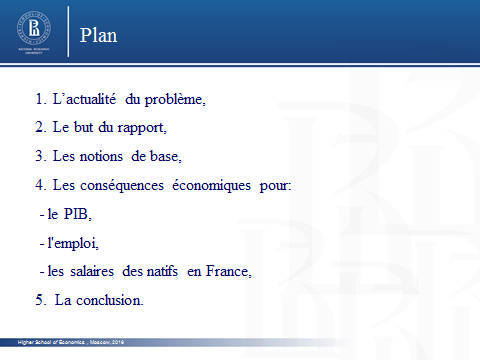 Plan
NATIONAL RESEARCH
UNIVERSITY
1. L’actualité du problème,
2. Le but du rapport,
3. Les notions de base,
4. Les conséquences économiques pour:
- le PIB,
- l'emploi,
- les salaires des natifs en France,
5. La conclusion.
Higher School of Economics , Moscow, 2016